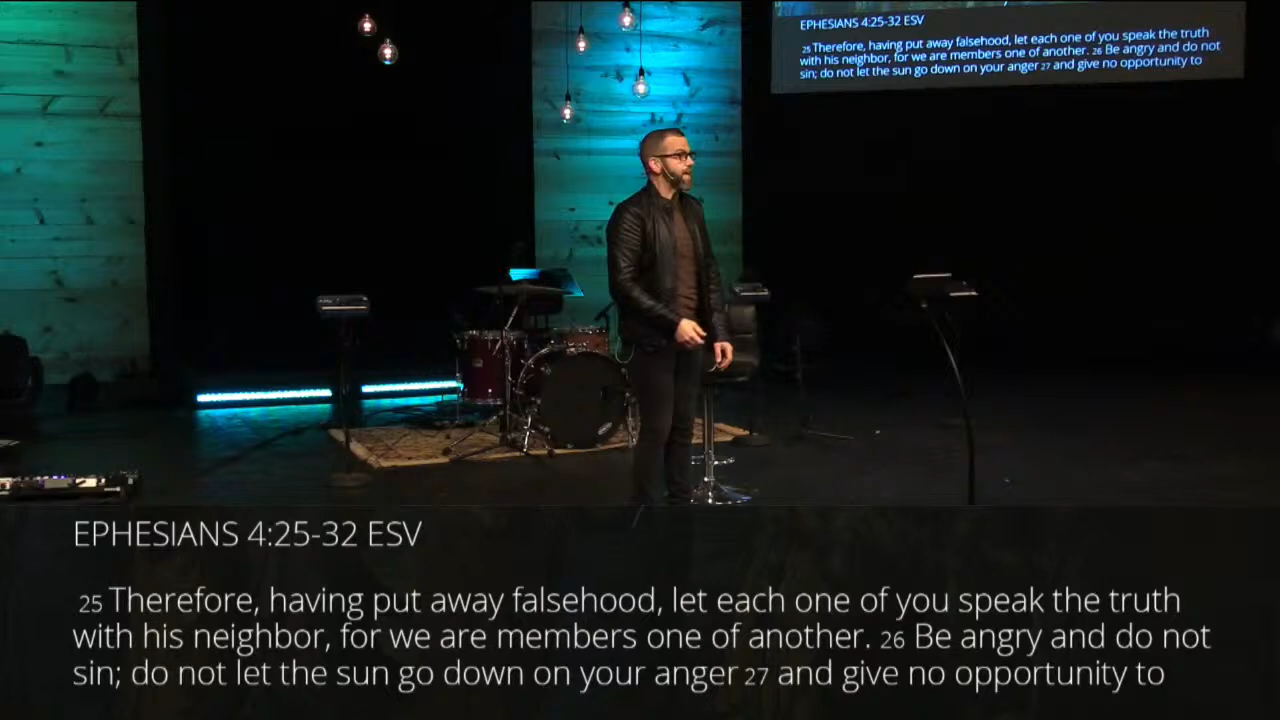 EPHESIANS 4:25-32 ESV
25 Therefore, having put away falsehood, let each one of you speak the truth
with his neighbor, for we are members one of another. 26 Be angry and do not
sin; do not let the sun go down on your anger 27 and give no opportunity to
EPHESIANS 4:25-32 ESV
25 Therefore, having put away falsehood, let each one of you speak the truth
with his neighbor, for we are members one of another. 26 Be angry and do not
sin; do not let the sun go down on your anger 27 and give no opportunity to